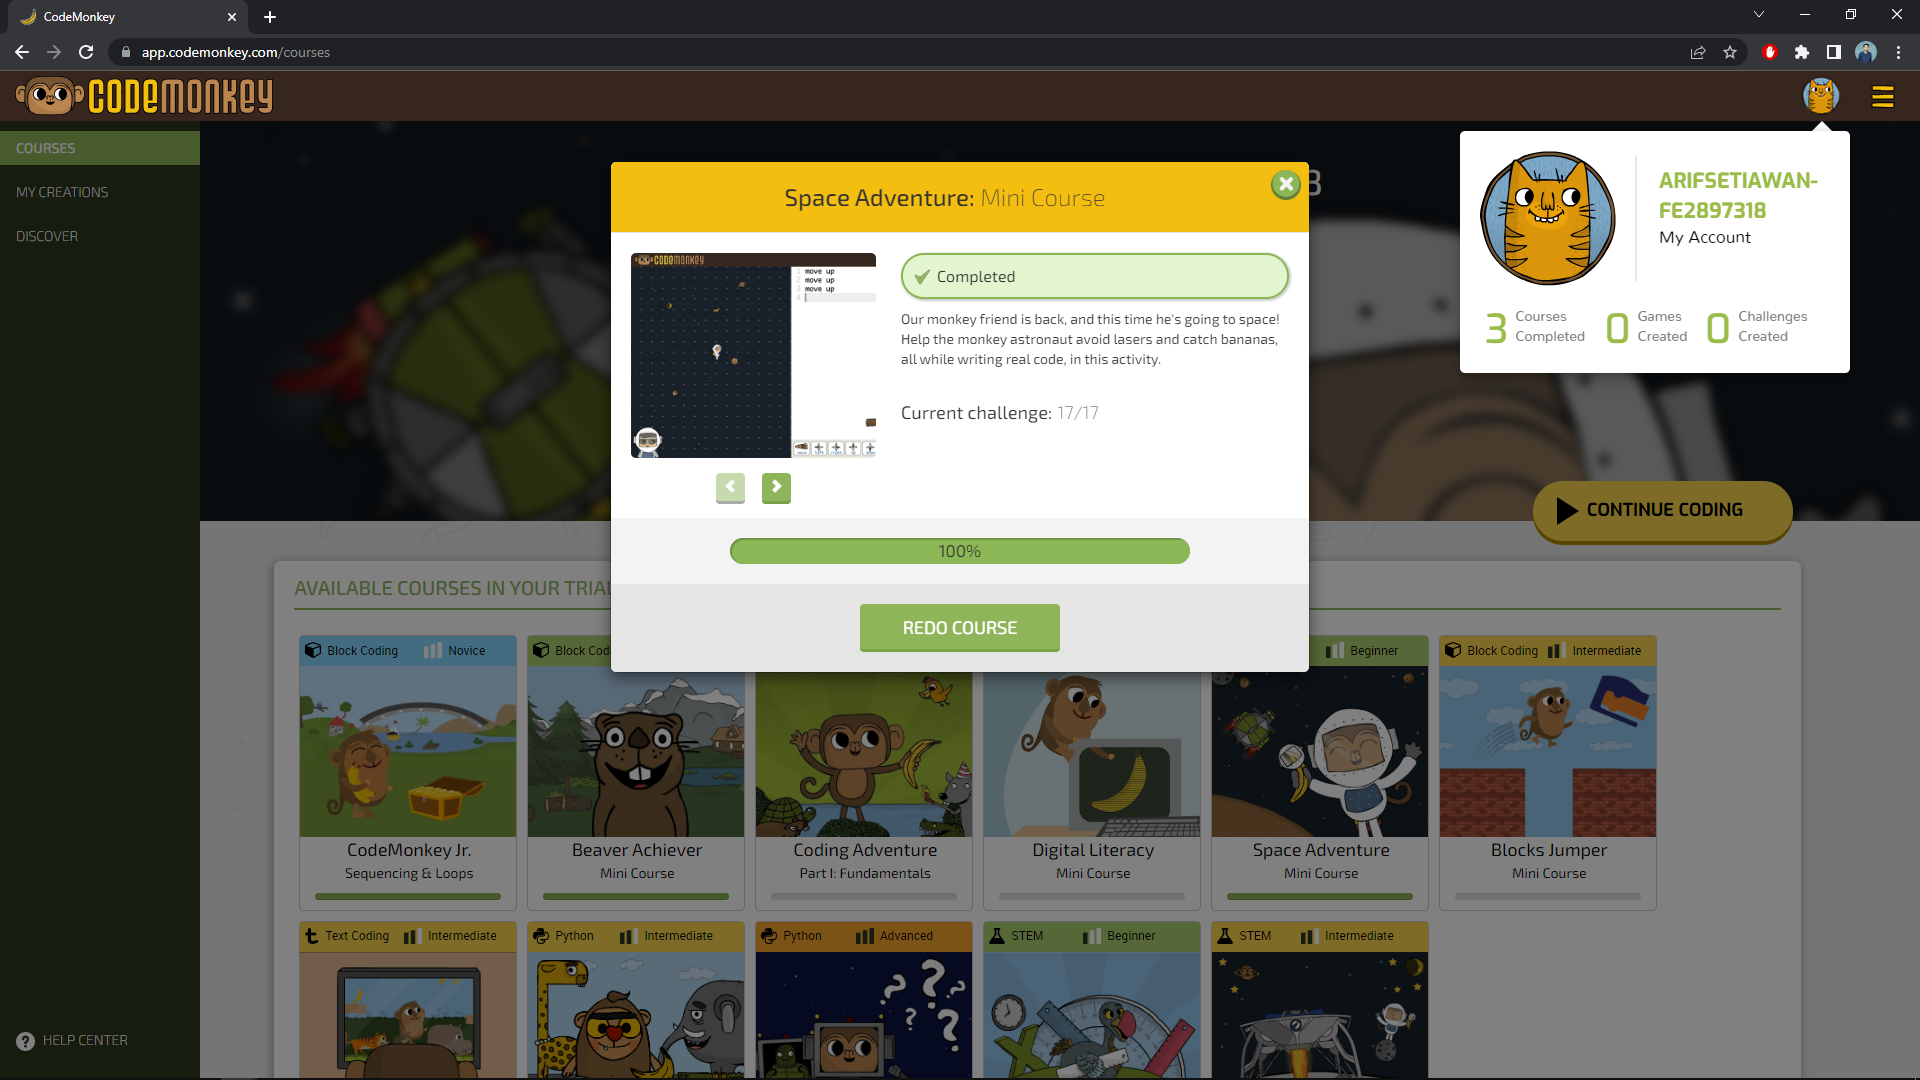 CodeMonkey
app.codemonkey.com/courses
CODEMONKEY
COURSES
MY CREATIONS
DISCOVER
HELP CENTER
ARIFSETIAWAN-
FE2897318
My Account
3 Courses Completed
0 Games Created
0 Challenges Created
Space Adventure: Mini Course
CODEMONKEY
1 move up
2 move up
3 move up
4
Completed
Our monkey friend is back, and this time he's going to space!
Help the monkey astronaut avoid lasers and catch bananas,
all while writing real code, in this activity.
Current challenge: 17/17
100%
REDO COURSE
CONTINUE CODING
AVAILABLE COURSES IN YOUR TRIAL
Block Coding Novice
CodeMonkey Jr.
Sequencing & Loops
Block Cod
Beaver Achiever
Mini Course
Coding Adventure
Part I: Fundamentals
Digital Literacy
Mini Course
Beginner
Space Adventure
Mini Course
Block Coding Intermediate
Blocks Jumper
Mini Course
Text Coding Intermediate
Python Intermediate
Python Advanced
STEM Beginner
STEM Intermediate